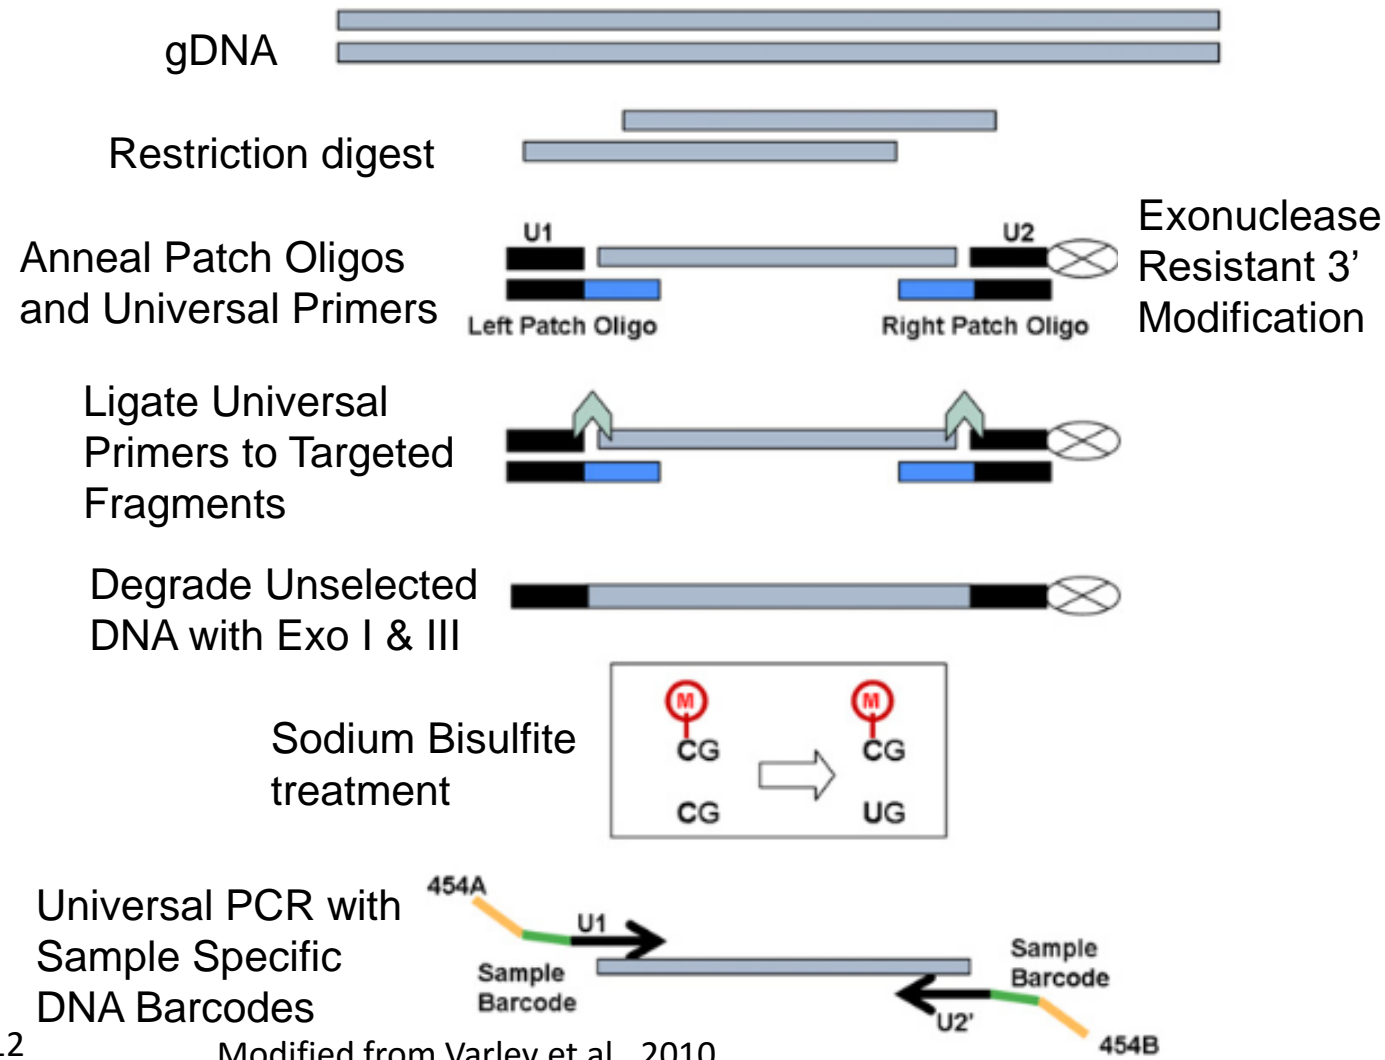 gDNA
Restriction digest
Anneal Patch Oligos
and Universal Primers
U1
U2
Left Patch Oligo
Right Patch Oligo
Exonuclease
Resistant 3’
Modification
Ligate Universal
Primers to Targeted
Fragments
Degrade Unselected
DNA with Exo I & III
Sodium Bisulfite
treatment
M
CG
M
CG
CG
UG
Universal PCR with
Sample Specific
DNA Barcodes
454A
U1
Sample
Barcode
Sample
Barcode
U2'
454B
Modified from Varley et al., 2010